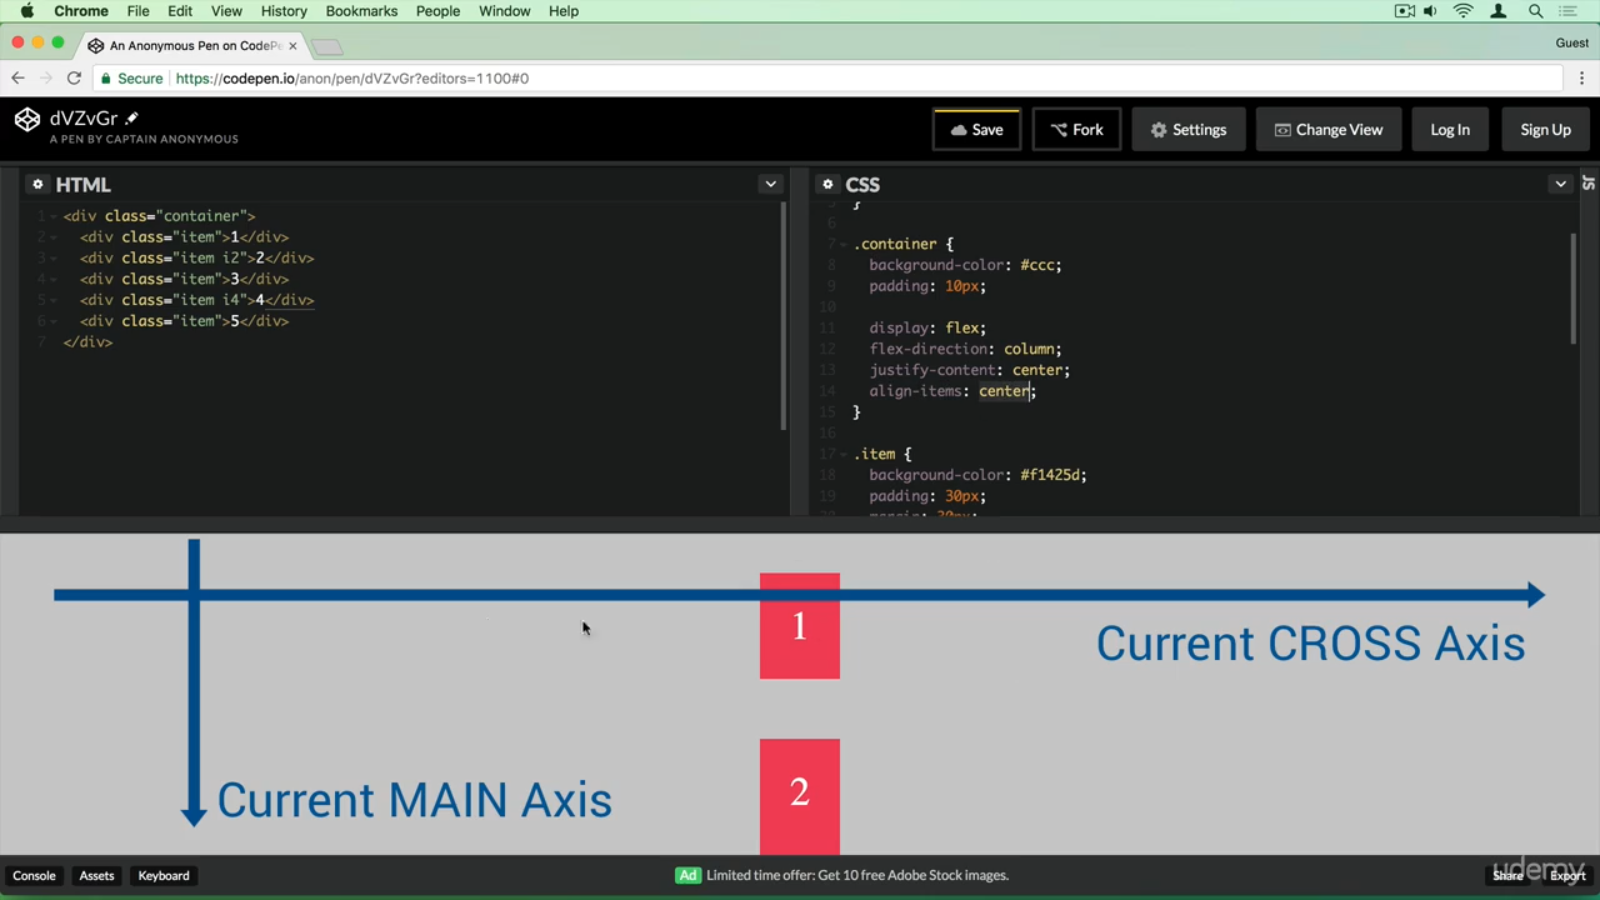 Chrome File Edit View History Bookmarks People Window Help
An Anonymous Pen on CodePe
Guest
Secure https://codepen.io/anon/pen/dVZvGr?editors=1100#0
dVZvGr
A PEN BY CAPTAIN ANONYMOUS
Save Fork Settings Change View Log In Sign Up
HTML
1 <div class="container">
2 <div class="item">1</div>
3 <div class="item i2">2</div>
4 <div class="item">3</div>
5 <div class="item i4">4</div>
6 <div class="item">5</div>
7 </div>
CSS
JS
5 }
6
7 .container {
8 background-color: #ccc;
9 padding: 10px;
10
11 display: flex;
12 flex-direction: column;
13 justify-content: center;
14 align-items: center;
15 }
16
17 .item {
18 background-color: #f1425d;
19 padding: 30px;
20 margin: 30px;
1
Current CROSS Axis
2
Current MAIN Axis
Console Assets Keyboard
Ad Limited time offer: Get 10 free Adobe Stock images.
Share Export
udemy